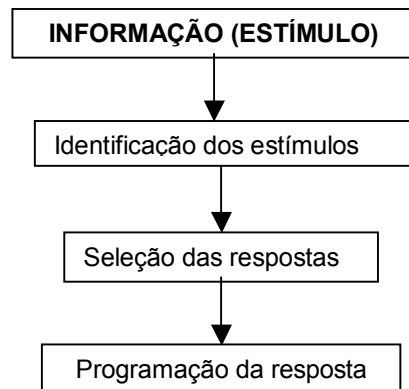 INFORMAÇÃO (ESTÍMULO)
Identificação dos estímulos
Seleção das respostas
Programação da resposta